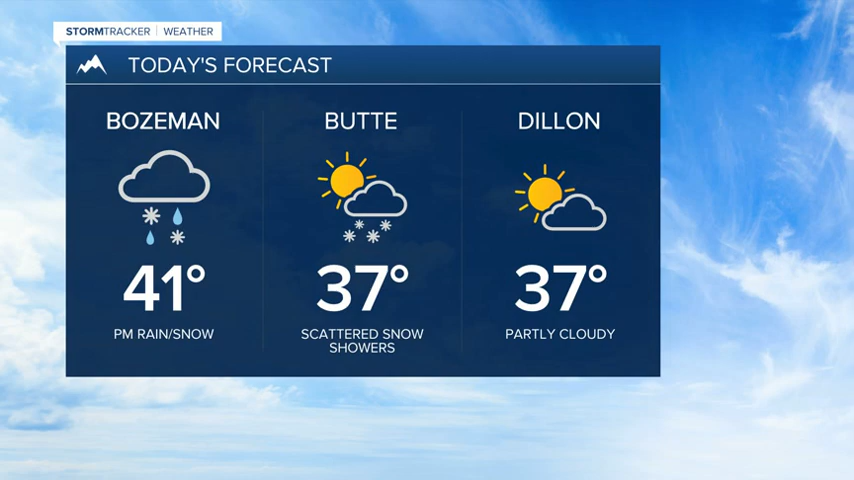 STORMTRACKER | WEATHER
TODAY'S FORECAST
BOZEMAN
41°
PM RAIN/SNOW
BUTTE
37°
SCATTERED SNOW
SHOWERS
DILLON
37°
PARTLY CLOUDY